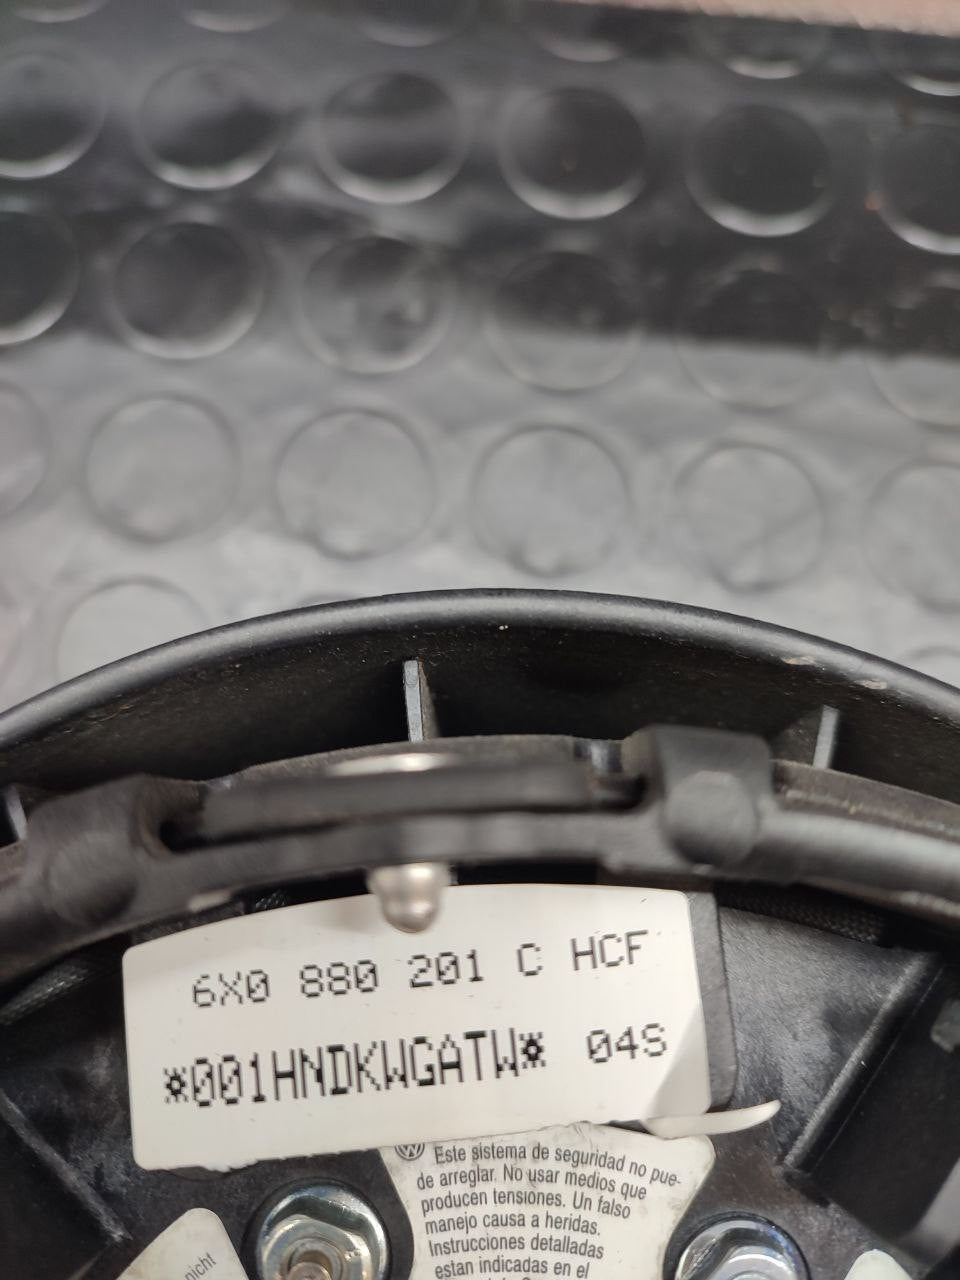 6X0 880 201 C HCF
*001HNDKWGATW* 04S
Este sistema de seguridad no pue-
de arreglar. No usar medios que
producen tensiones. Un falso
manejo causa a heridas.
Instrucciones detalladas
estan indicadas en el
nicht